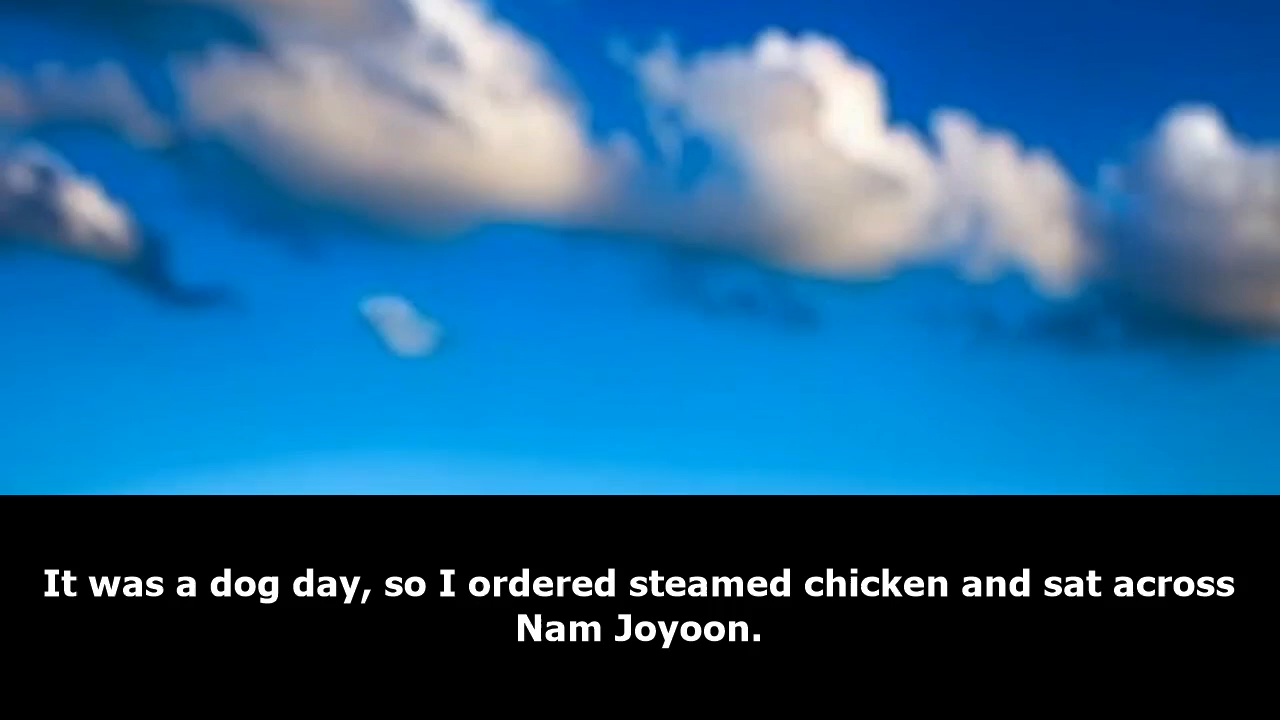 It was a dog day, so I ordered steamed chicken and sat across
Nam Joyoon.